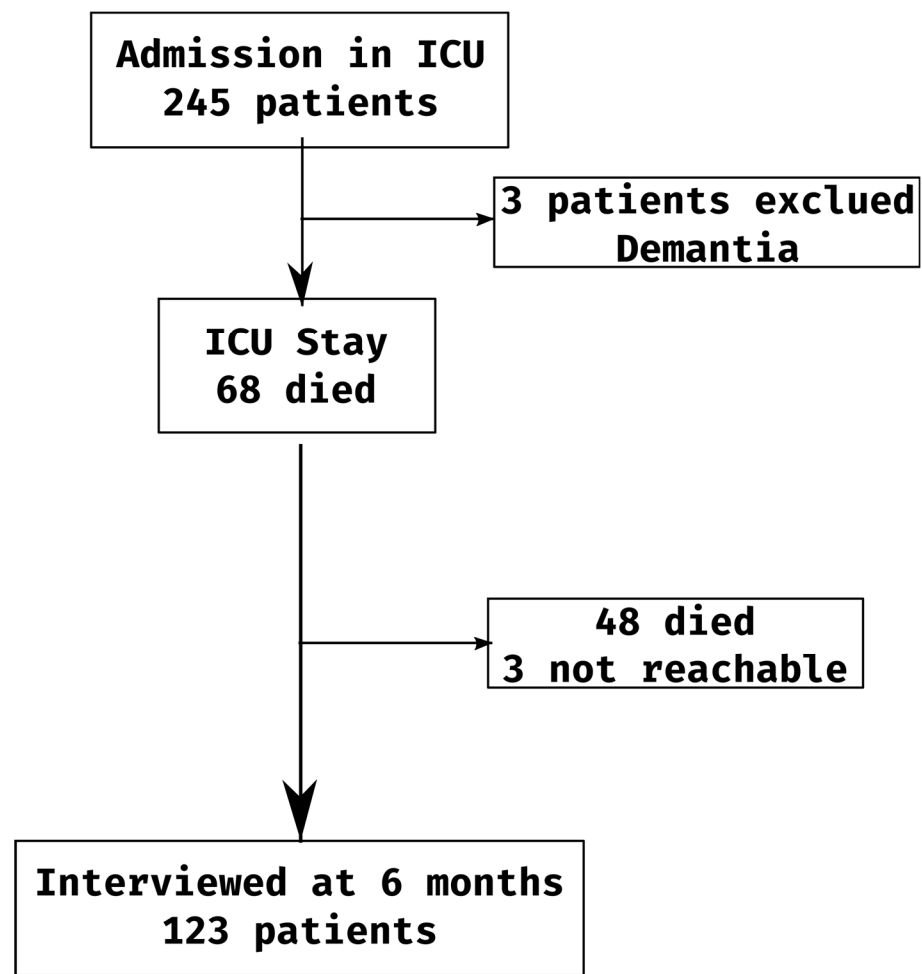 Admission in ICU
245 patients
3 patients exclued
Demantia
ICU Stay
68 died
48 died
3 not reachable
Interviewed at 6 months
123 patients